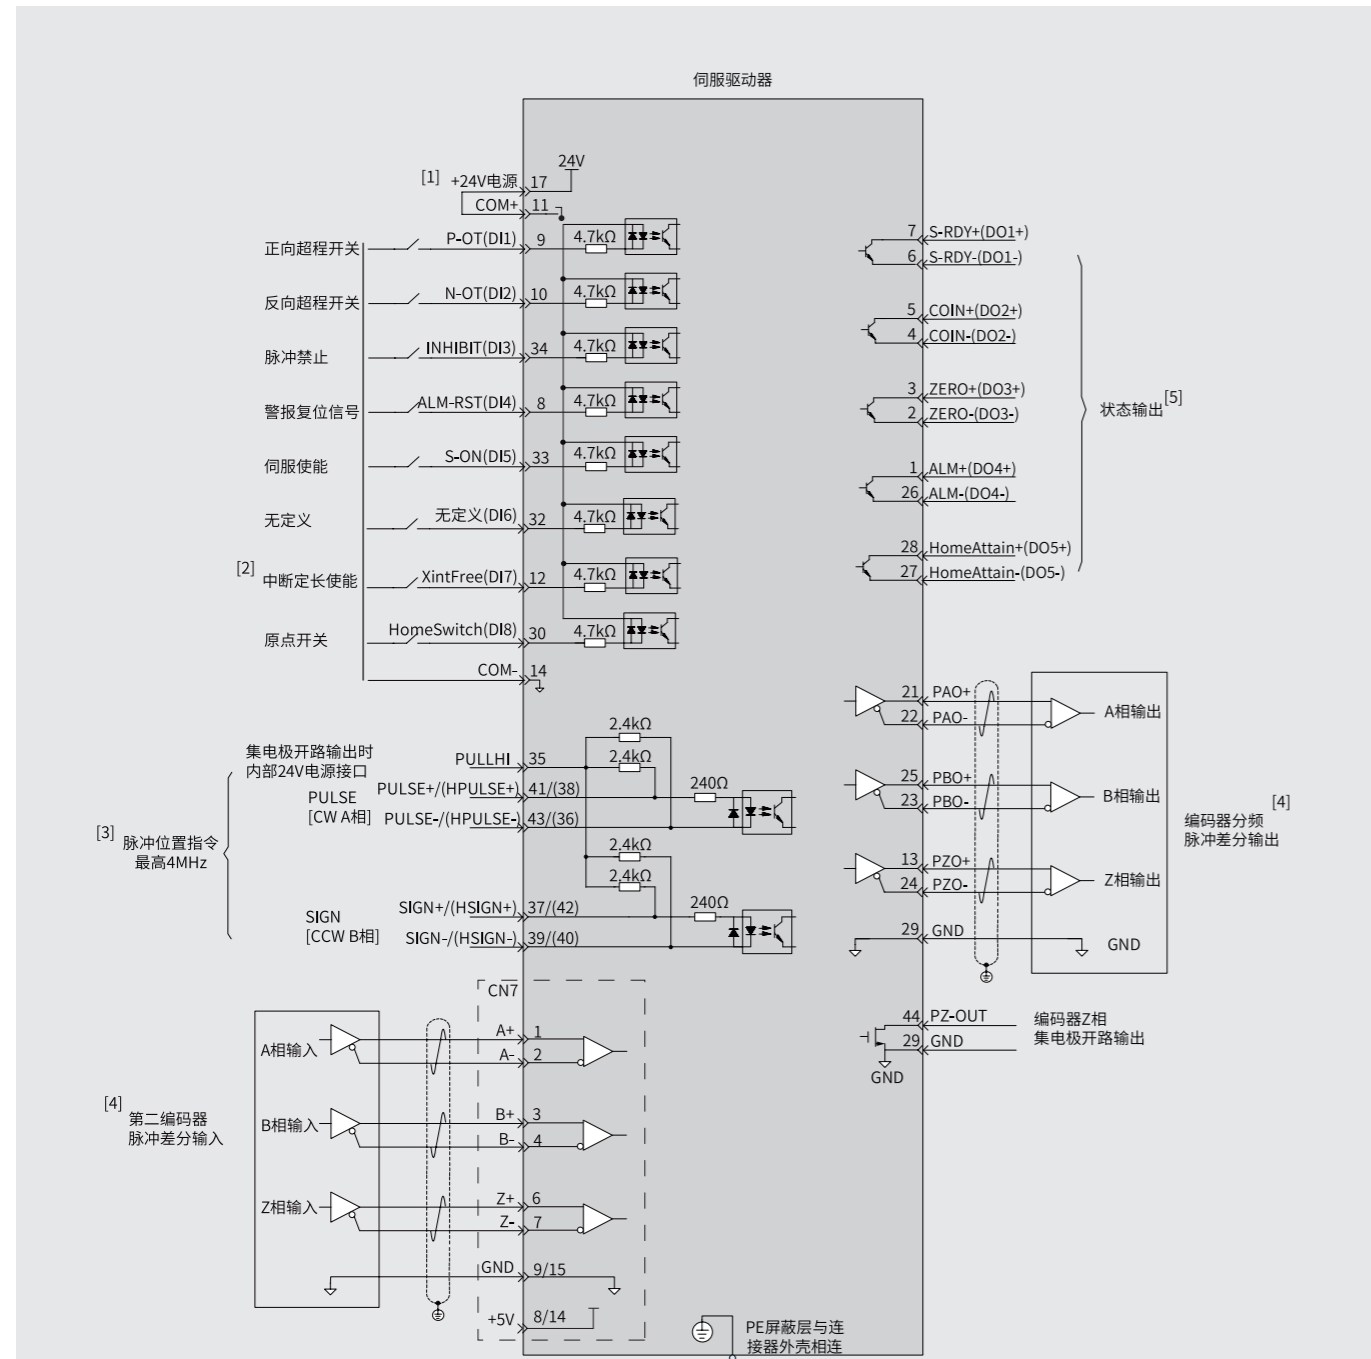 伺服驱动器
24V
[1] +24V电源 17
COM+ 11
正向超程开关 P-OT(DI1) 9 4.7kΩ
反向超程开关 N-OT(DI2) 10 4.7kΩ
脉冲禁止 INHIBIT(DI3) 34 4.7kΩ
警报复位信号 ALM-RST(DI4) 8 4.7kΩ
伺服使能 S-ON(DI5) 33 4.7kΩ
无定义 无定义(DI6) 32 4.7kΩ
[2] 中断定长使能 XintFree(DI7) 12 4.7kΩ
原点开关 HomeSwitch(DI8) 30 4.7kΩ
COM- 14
7 S-RDY+(DO1+)
6 S-RDY-(DO1-)
5 COIN+(DO2+)
4 COIN-(DO2-)
3 ZERO+(DO3+)
2 ZERO-(DO3-)
1 ALM+(DO4+)
26 ALM-(DO4-)
28 HomeAttain+(DO5+)
27 HomeAttain-(DO5-)
状态输出[5]
集电极开路输出时
内部24V电源接口
PULLHI 35
2.4kΩ
2.4kΩ
PULSE
[CW A相]
PULSE+/(HPULSE+) 41/(38) 240Ω
PULSE-/(HPULSE-) 43/(36)
[3] 脉冲位置指令
最高4MHz
2.4kΩ
2.4kΩ
SIGN
[CCW B相]
SIGN+/(HSIGN+) 37/(42) 240Ω
SIGN-/(HSIGN-) 39/(40)
21 PAO+
22 PAO-
A相输出
25 PBO+
23 PBO-
B相输出
13 PZO+
24 PZO-
Z相输出
29 GND GND
[4]
编码器分频
脉冲差分输出
44 PZ-OUT
29 GND
GND
编码器Z相
集电极开路输出
CN7
A相输入 A+ 1
A- 2
B相输入 B+ 3
B- 4
Z相输入 Z+ 6
Z- 7
GND 9/15
+5V 8/14
[4] 第二编码器
脉冲差分输入
PE屏蔽层与连
接器外壳相连